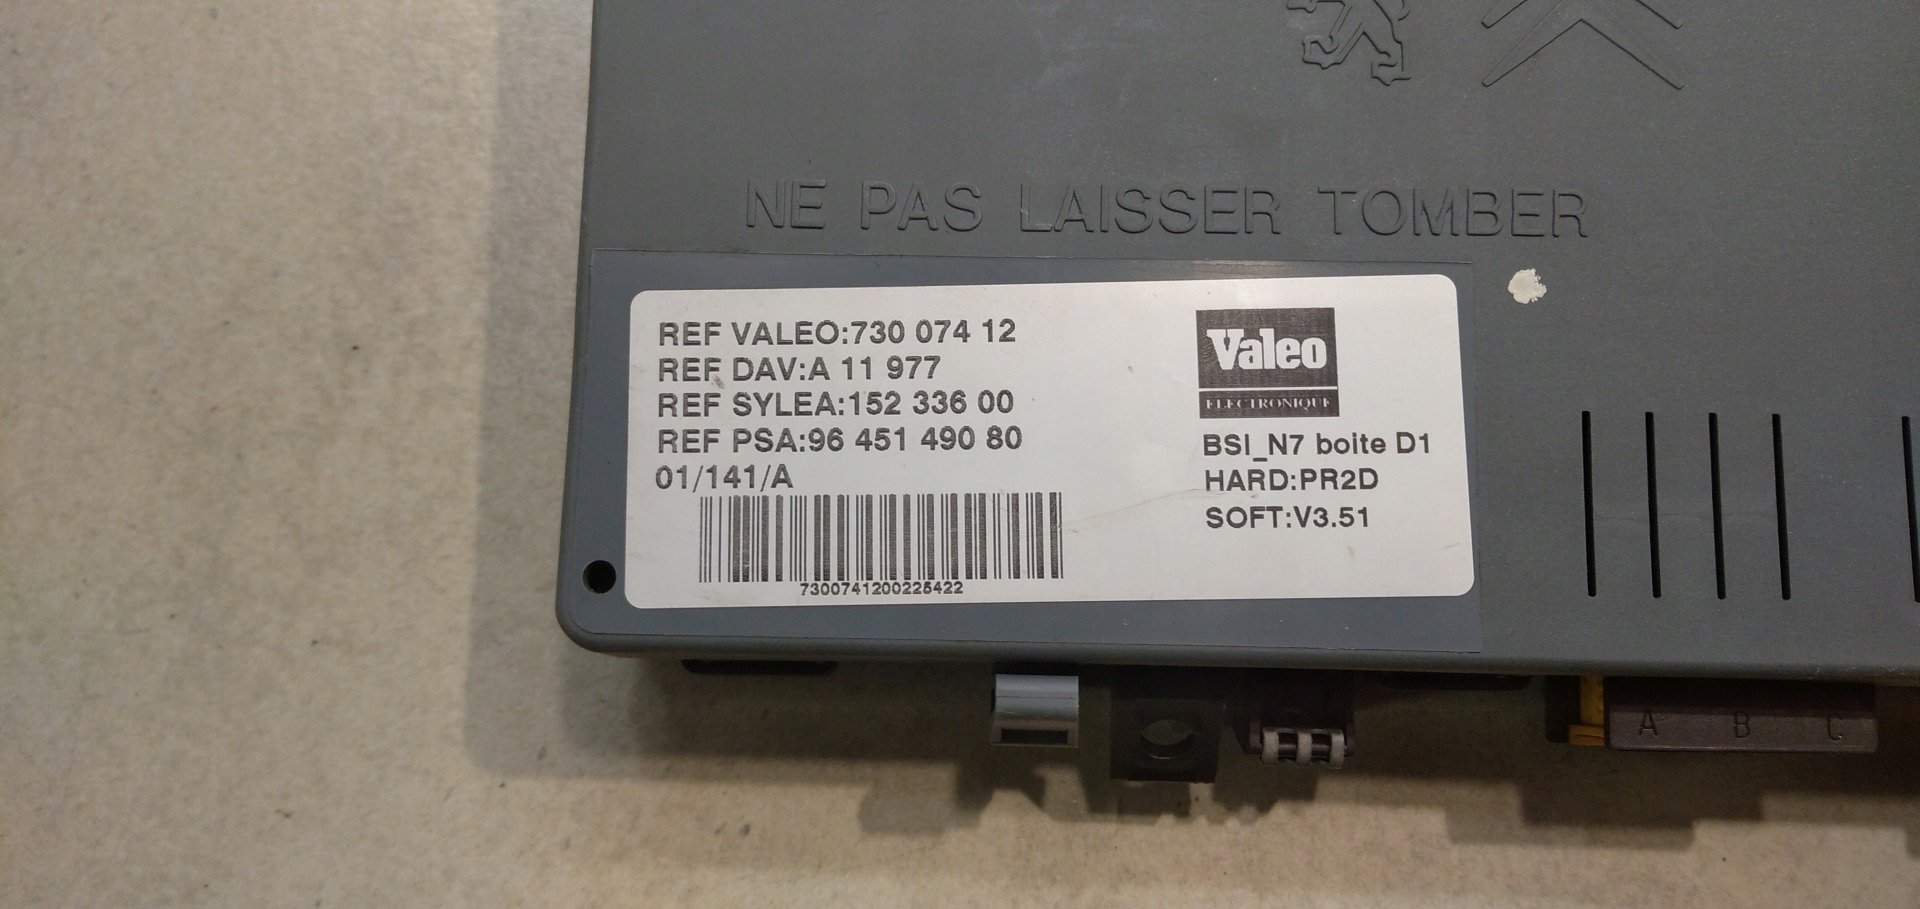 NE PAS LAISSER TOMBER
REF VALEO:730 074 12
REF DAV:A 11 977
REF SYLEA:152 336 00
REF PSA:96 451 490 80
01/141/A
7300741200225422
Valeo
ELECTRONIQUE
BSI_N7 boite D1
HARD:PR2D
SOFT:V3.51
A B C